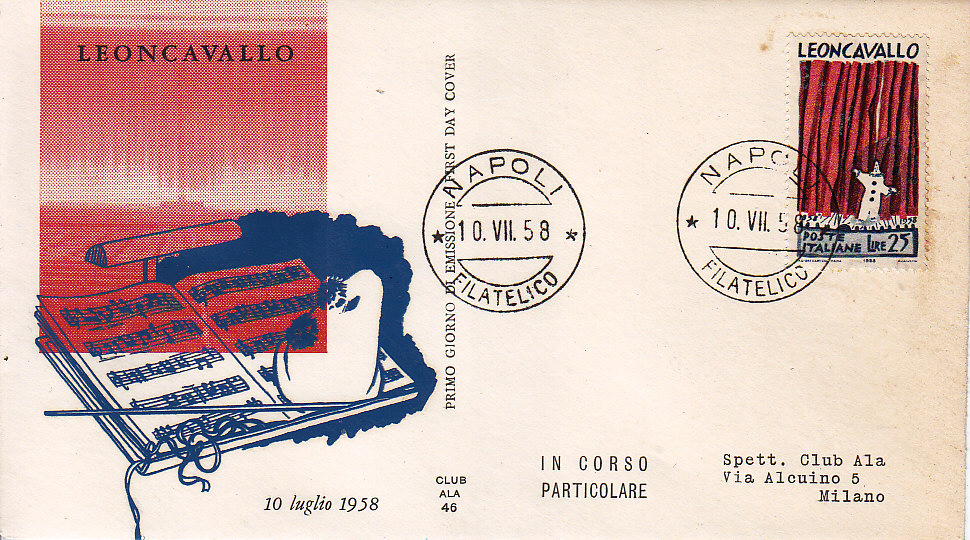 LEONCAVALLO
PRIMO GIORNO DI EMISSIONE / FIRST DAY COVER
NAPOLI
* 10. VII. 58 *
FILATELICO
NAPOLI
* 10. VII. 58
FILATELICO
LEONCAVALLO
POSTE
ITALIANE LIRE 25
1958
10 luglio 1958
CLUB
ALA
46
IN CORSO
PARTICOLARE
Spett. Club Ala
Via Alcuino 5
Milano